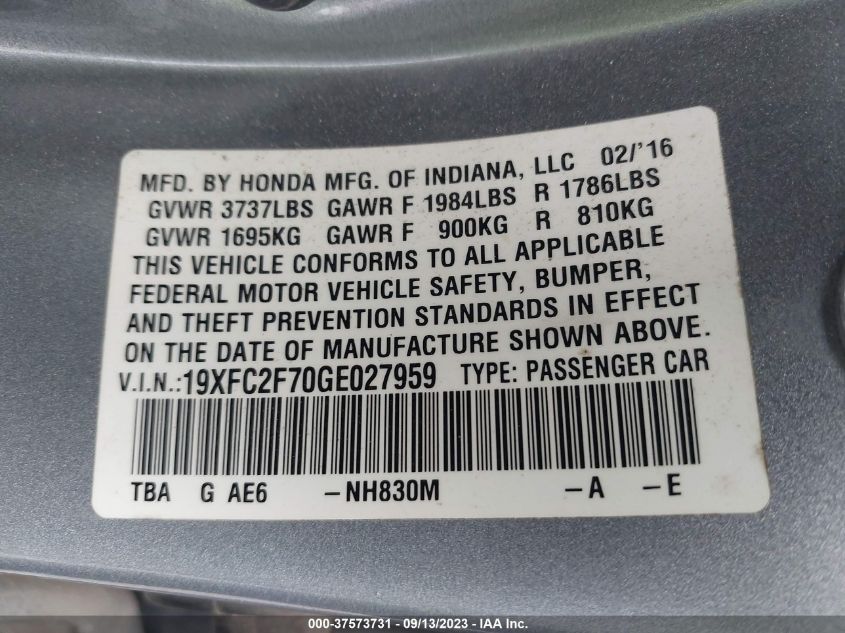 MFD. BY HONDA MFG. OF INDIANA, LLC 02/'16
GVWR 3737LBS GAWR F 1984LBS R 1786LBS
GVWR 1695KG GAWR F 900KG R 810KG
THIS VEHICLE CONFORMS TO ALL APPLICABLE
FEDERAL MOTOR VEHICLE SAFETY, BUMPER,
AND THEFT PREVENTION STANDARDS IN EFFECT
ON THE DATE OF MANUFACTURE SHOWN ABOVE.
V.I.N.:19XFC2F70GE027959 TYPE: PASSENGER CAR
TBA G AE6 -NH830M -A -E
000-37573731 - 09/13/2023 - IAA Inc.